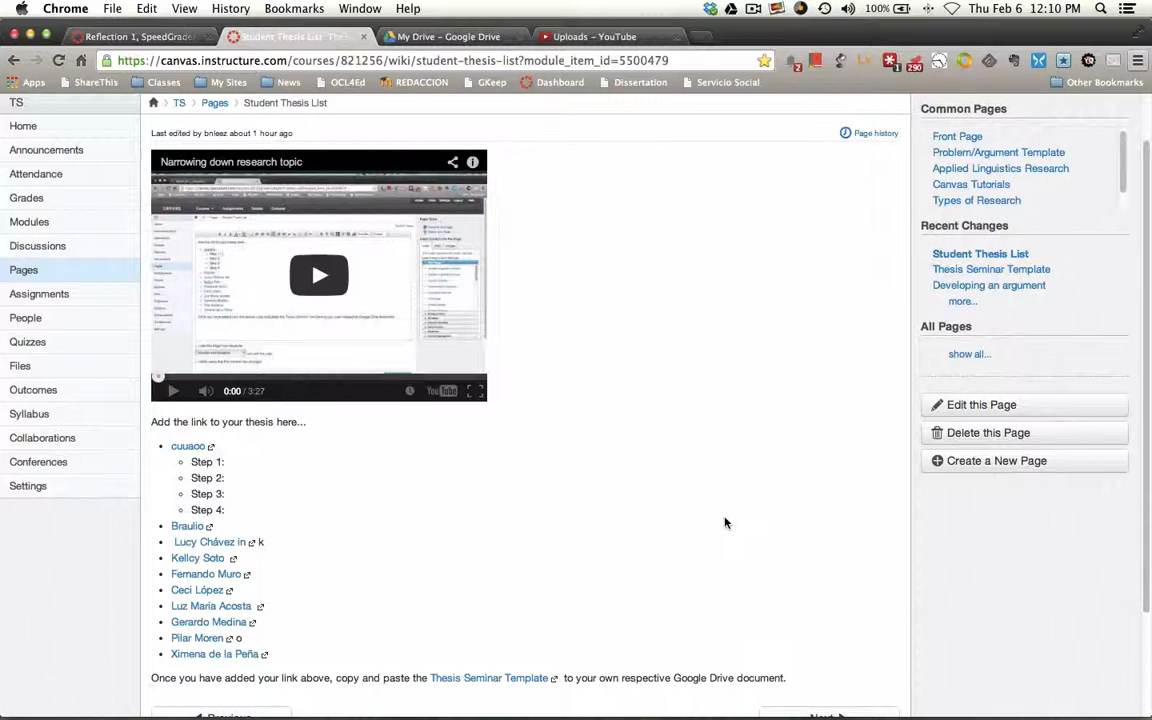 Chrome File Edit View History Bookmarks Window Help 100% Thu Feb 6 12:10 PM
Reflection 1, SpeedGrade Student Thesis List: The My Drive - Google Drive Uploads - YouTube
https://canvas.instructure.com/courses/821256/wiki/student-thesis-list?module_item_id=5500479
Apps ShareThis Classes My Sites News OCL4Ed REDACCION GKeep Dashboard Dissertation Servicio Social Other Bookmarks
TS
Home
Announcements
Attendance
Grades
Modules
Discussions
Pages
Assignments
People
Quizzes
Files
Outcomes
Syllabus
Collaborations
Conferences
Settings
TS Pages Student Thesis List
Last edited by bnleez about 1 hour ago
Page history
Narrowing down research topic
0:00 / 3:27 YouTube
Add the link to your thesis here...
cuuaoo
Step 1:
Step 2:
Step 3:
Step 4:
Braulio
Lucy Chávez in k
Kellcy Soto
Fernando Muro
Ceci López
Luz Maria Acosta
Gerardo Medina
Pilar Moren o
Ximena de la Peña
Once you have added your link above, copy and paste the Thesis Seminar Template to your own respective Google Drive document.
Previous Next
Common Pages
Front Page
Problem/Argument Template
Applied Linguistics Research
Canvas Tutorials
Types of Research
Recent Changes
Student Thesis List
Thesis Seminar Template
Developing an argument
more...
All Pages
show all...
Edit this Page
Delete this Page
Create a New Page